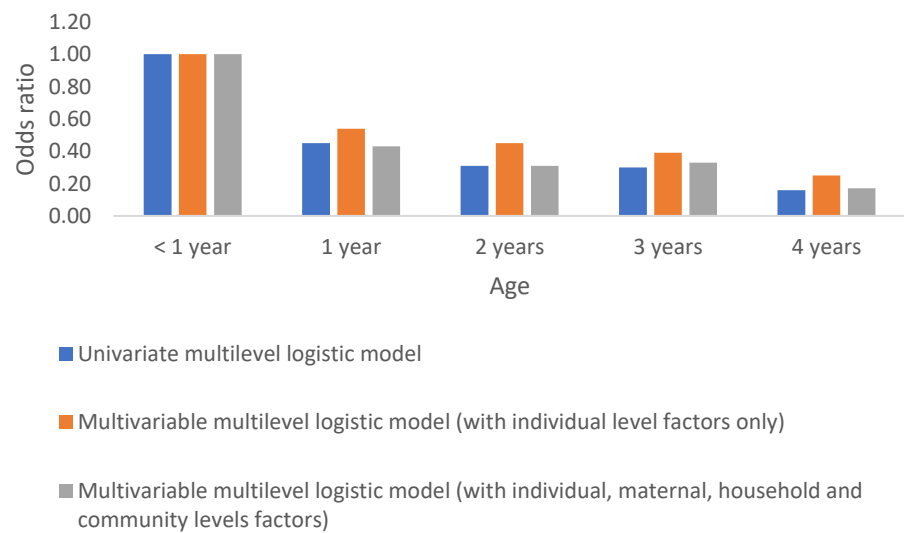 1.20
1.00
0.80
0.60
0.40
0.20
0.00
Odds ratio
< 1 year
1 year
2 years
3 years
4 years
Age
Univariate multilevel logistic model
Multivariable multilevel logistic model (with individual level factors only)
Multivariable multilevel logistic model (with individual, maternal, household and
community levels factors)